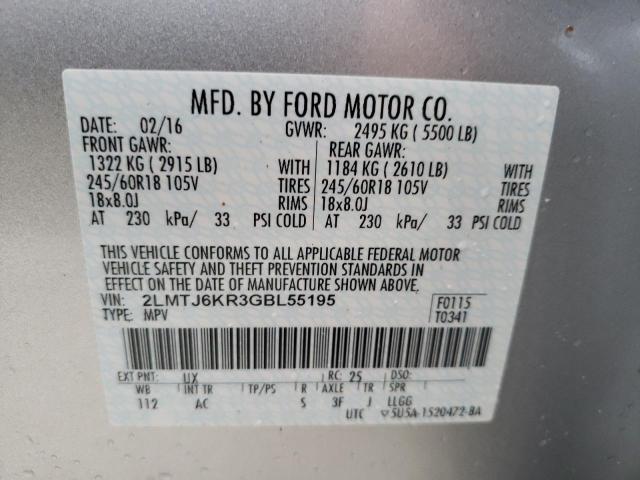 MFD. BY FORD MOTOR CO.
DATE: 02/16 GVWR: 2495 KG ( 5500 LB)
FRONT GAWR: REAR GAWR:
1322 KG ( 2915 LB) WITH 1184 KG ( 2610 LB) WITH
245/60R18 105V TIRES 245/60R18 105V TIRES
18x8.0J RIMS 18x8.0J RIMS
AT 230 kPa/ 33 PSI COLD AT 230 kPa/ 33 PSI COLD
THIS VEHICLE CONFORMS TO ALL APPLICABLE FEDERAL MOTOR
VEHICLE SAFETY AND THEFT PREVENTION STANDARDS IN
EFFECT ON THE DATE OF MANUFACTURE SHOWN ABOVE.
VIN: 2LMTJ6KR3GBL55195 F0115
TYPE: MPV T0341
EXT PNT: UX RC: 25 DSO:
WB INT TR TP/PS R AXLE TR SPR
112 AC S 3F J LLGG
UTC 5U5A-1520472-BA